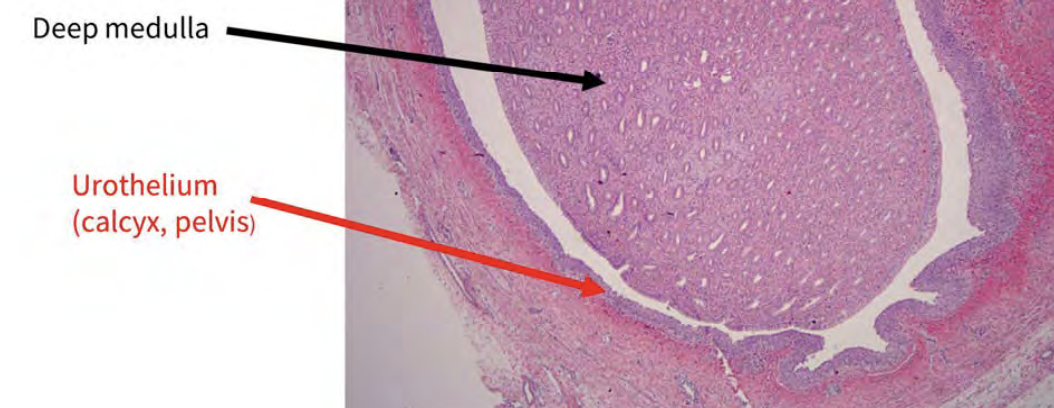 Deep medulla
Urothelium
(calcyx, pelvis)